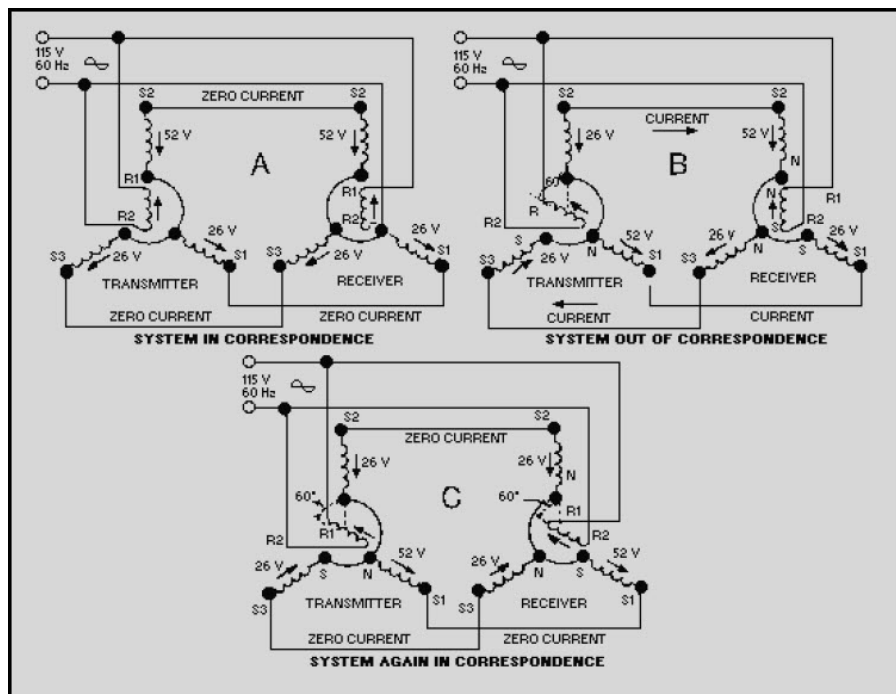 115 V
60 Hz
S2
ZERO CURRENT
S2
52 V
52 V
A
R1
R1
R2
R2
26 V
26 V
S3
26 V
S1
S3
26 V
S1
TRANSMITTER
RECEIVER
ZERO CURRENT
ZERO CURRENT
SYSTEM IN CORRESPONDENCE
115 V
60 Hz
S2
S2
CURRENT
26 V
52 V
B
N
60°
N
R1
R
R2
S
R2
S
N
52 V
26 V
N
S
26 V
S3
26 V
S1
S3
S1
TRANSMITTER
RECEIVER
CURRENT
CURRENT
SYSTEM OUT OF CORRESPONDENCE
115 V
60 Hz
S2
S2
ZERO CURRENT
26 V
26 V
N
60°
C
60°
R1
R1
R2
R2
26 V
S
N
52 V
26 V
N
S
52 V
S3
S1
S3
S1
TRANSMITTER
RECEIVER
ZERO CURRENT
ZERO CURRENT
SYSTEM AGAIN IN CORRESPONDENCE